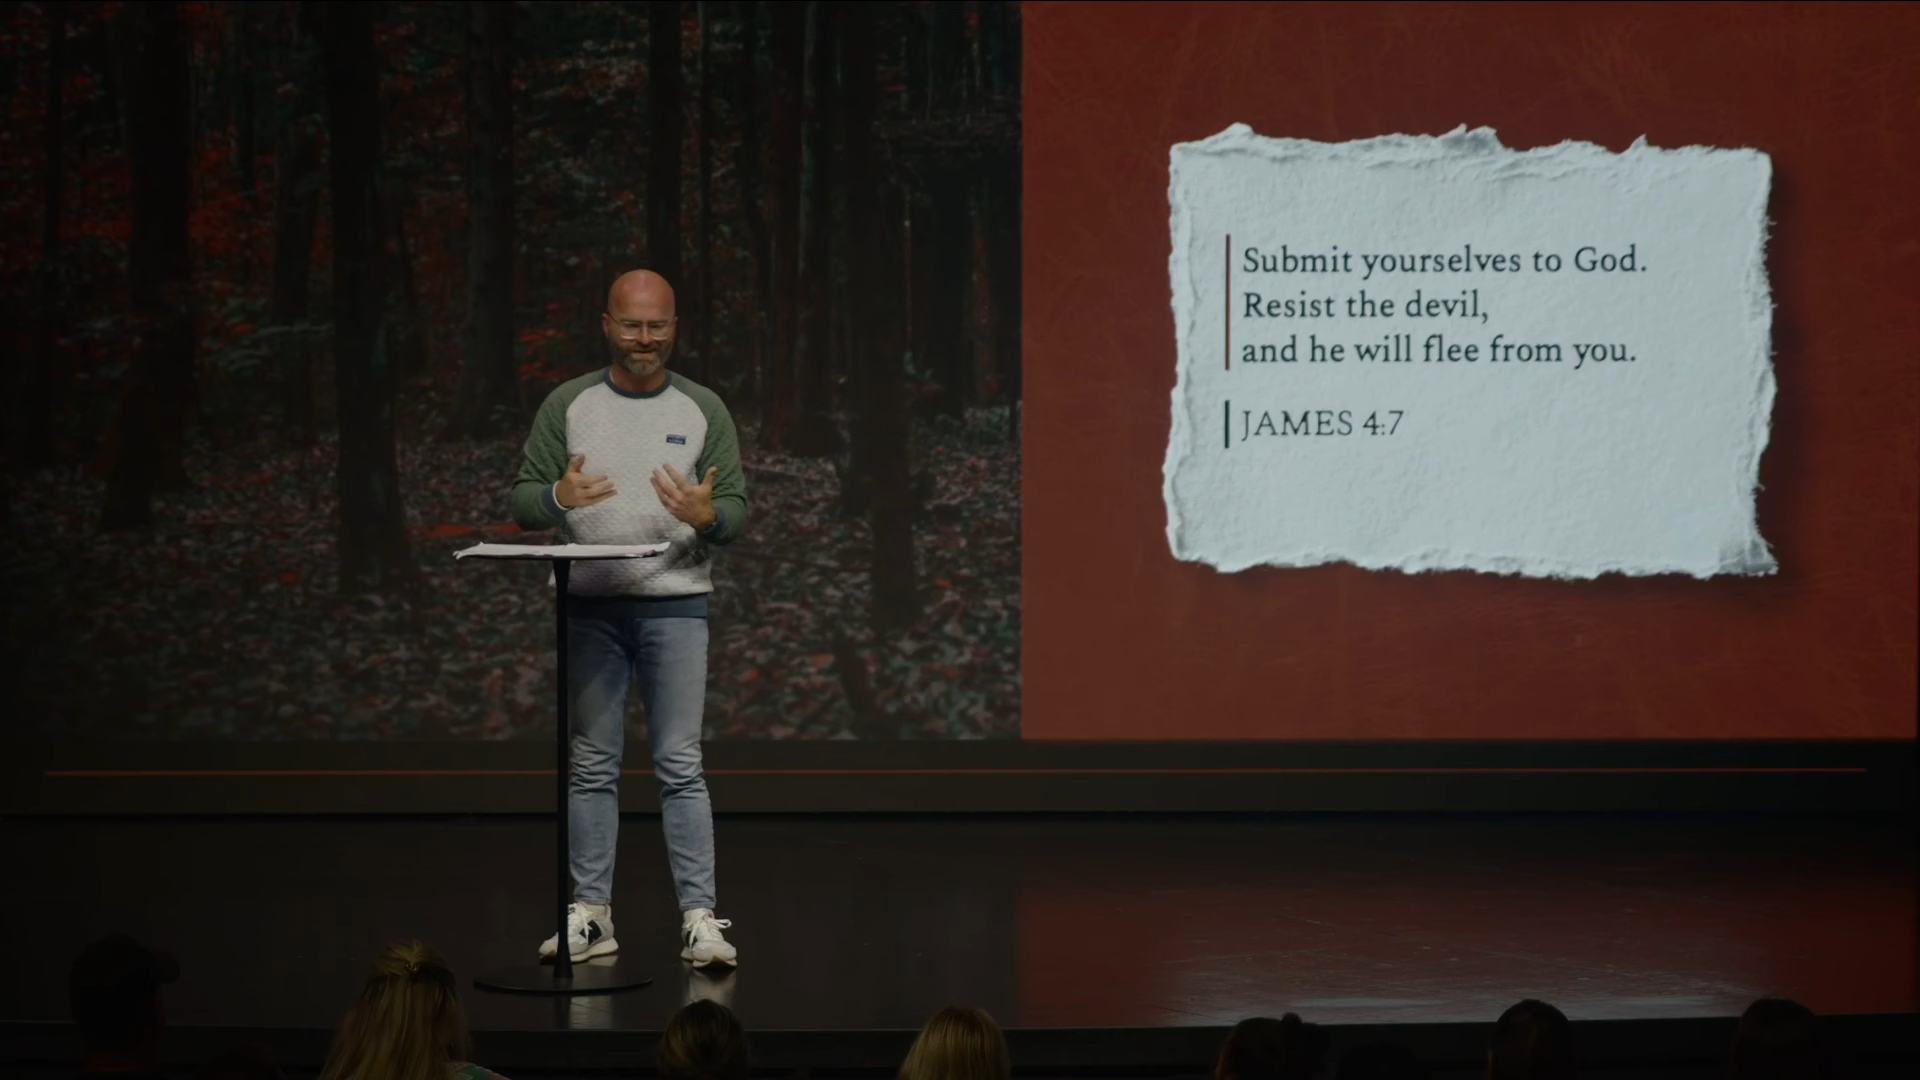 Submit yourselves to God.
Resist the devil,
and he will flee from you.
JAMES 4:7